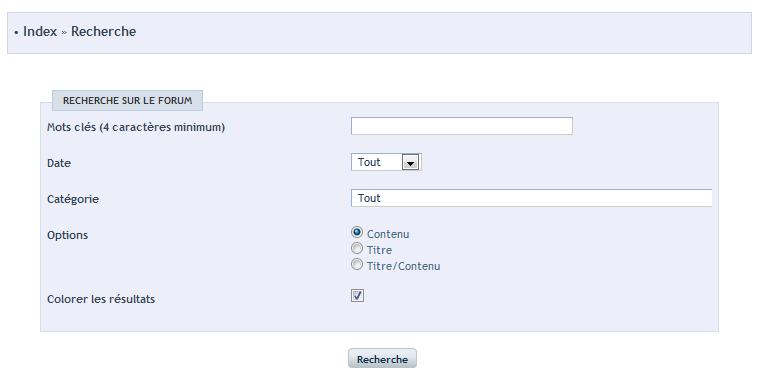 • Index » Recherche
RECHERCHE SUR LE FORUM
Mots clés (4 caractères minimum)
Date Tout
Catégorie Tout
Options Contenu
Titre
Titre/Contenu
Colorer les résultats
Recherche